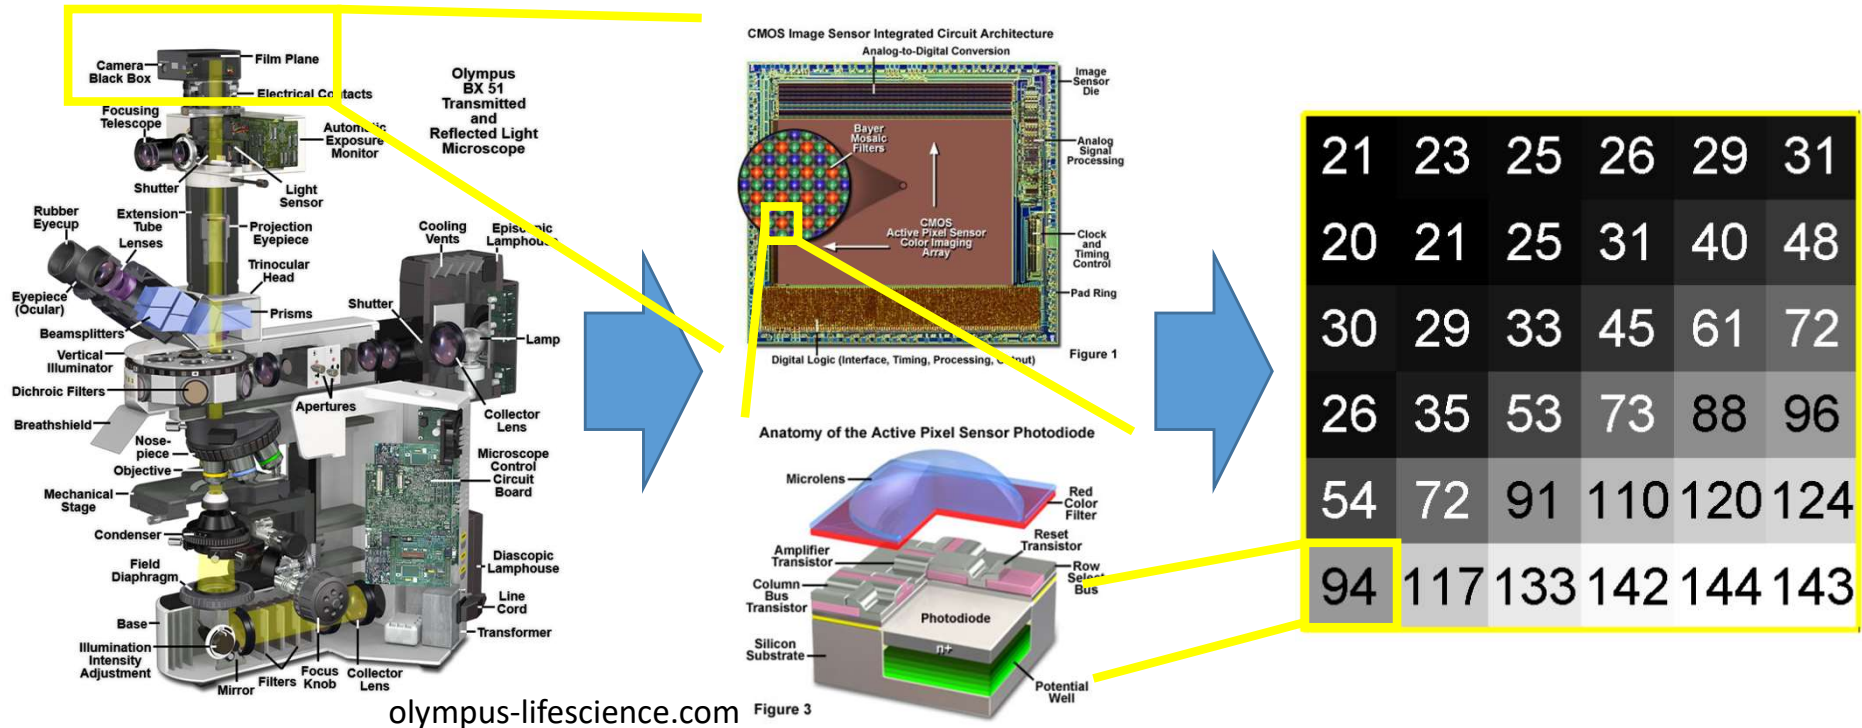 Camera
Black Box
Film Plane
Electrical Contacts
Focusing
Telescope
Automatic
Exposure
Monitor
Shutter
Light
Sensor
Olympus
BX 51
Transmitted
and
Reflected Light
Microscope
Rubber
Eyecup
Lenses
Extension
Tube
Projection
Eyepiece
Trinocular
Head
Cooling
Vents
Episcopic
Lamphouse
Eyepiece
(Ocular)
Beamsplitters
Prisms
Shutter
Lamp
Vertical
Illuminator
Dichroic Filters
Apertures
Collector
Lens
Breathshield
Nose-
piece
Objective
Microscope
Control
Circuit
Board
Mechanical
Stage
Condenser
Field
Diaphragm
Diascopic
Lamphouse
Line
Cord
Base
Transformer
Illumination
Intensity
Adjustment
Mirror
Filters
Focus
Knob
Collector
Lens
olympus-lifescience.com
CMOS Image Sensor Integrated Circuit Architecture
Analog-to-Digital Conversion
Image
Sensor
Die
Bayer
Mosaic
Filters
Analog
Signal
Processing
CMOS
Active Pixel Sensor
Color Imaging
Array
Clock
and
Timing
Control
Pad Ring
Digital Logic (Interface, Timing, Processing, Output)
Figure 1
Anatomy of the Active Pixel Sensor Photodiode
Microlens
Red
Color
Filter
Amplifier
Transistor
Reset
Transistor
Column
Bus
Transistor
Row
Select
Bus
Photodiode
n+
Silicon
Substrate
Potential
Well
Figure 3
21 23 25 26 29 31
20 21 25 31 40 48
30 29 33 45 61 72
26 35 53 73 88 96
54 72 91 110 120 124
94 117 133 142 144 143